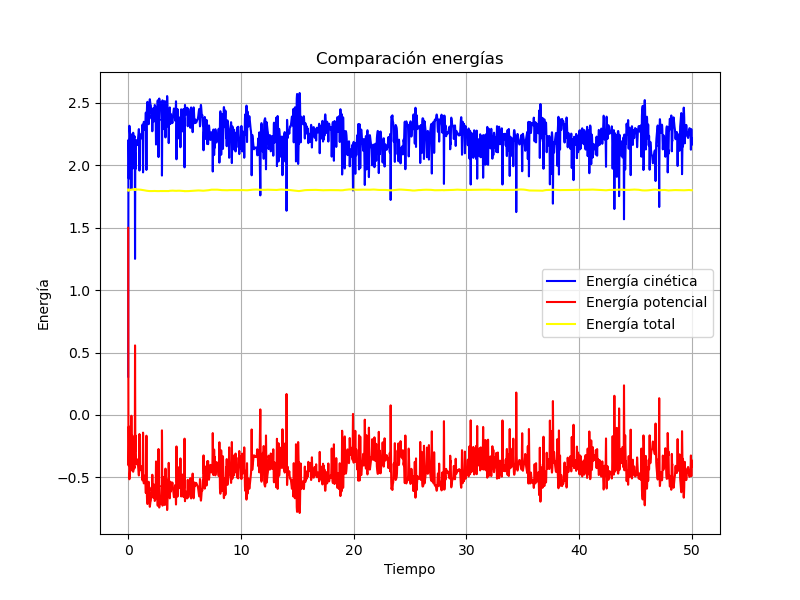 Comparación energías
2.5
2.0
1.5
1.0
0.5
0.0
−0.5
Energía
Energía cinética
Energía potencial
Energía total
0 10 20 30 40 50
Tiempo